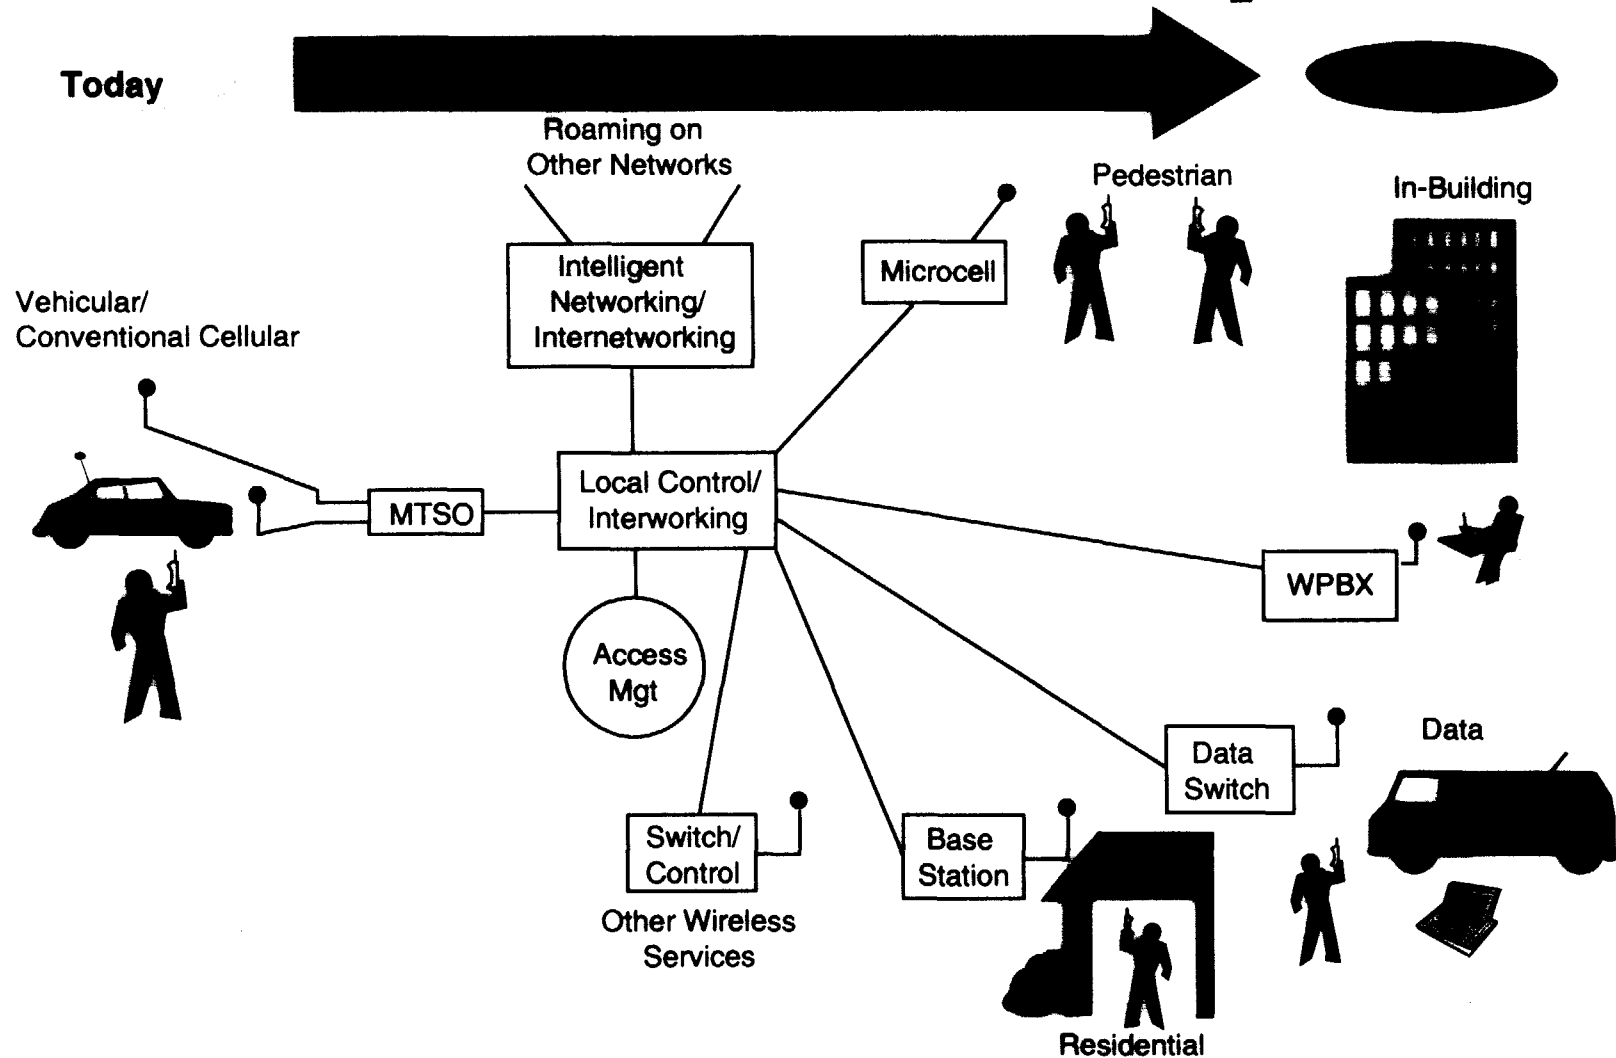 Today
Roaming on
Other Networks
Pedestrian
In-Building
Intelligent
Networking/
Internetworking
Microcell
Vehicular/
Conventional Cellular
Local Control/
Interworking
MTSO
WPBX
Access
Mgt
Data
Data
Switch
Switch/
Control
Base
Station
Other Wireless
Services
Residential